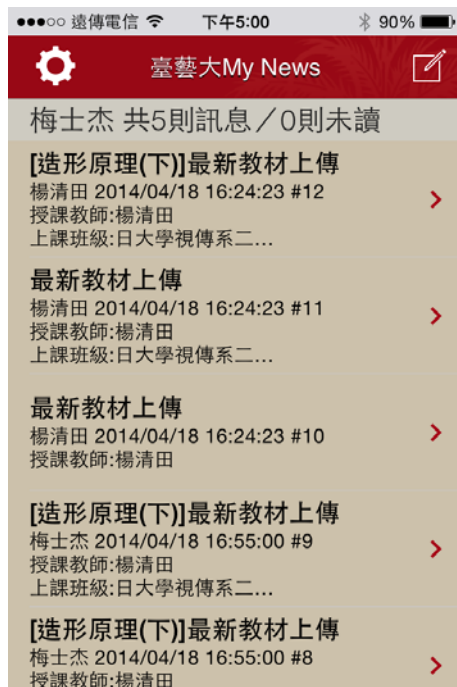 遠傳電信 下午5:00 90%
臺藝大My News
梅士杰 共5則訊息／0則未讀
[造形原理(下)]最新教材上傳
楊清田 2014/04/18 16:24:23 #12
授課教師:楊清田
上課班級:日大學視傳系二...
最新教材上傳
楊清田 2014/04/18 16:24:23 #11
授課教師:楊清田
上課班級:日大學視傳系二...
最新教材上傳
楊清田 2014/04/18 16:24:23 #10
授課教師:楊清田
[造形原理(下)]最新教材上傳
梅士杰 2014/04/18 16:55:00 #9
授課教師:楊清田
上課班級:日大學視傳系二...
[造形原理(下)]最新教材上傳
梅士杰 2014/04/18 16:55:00 #8
授課教師:楊清田